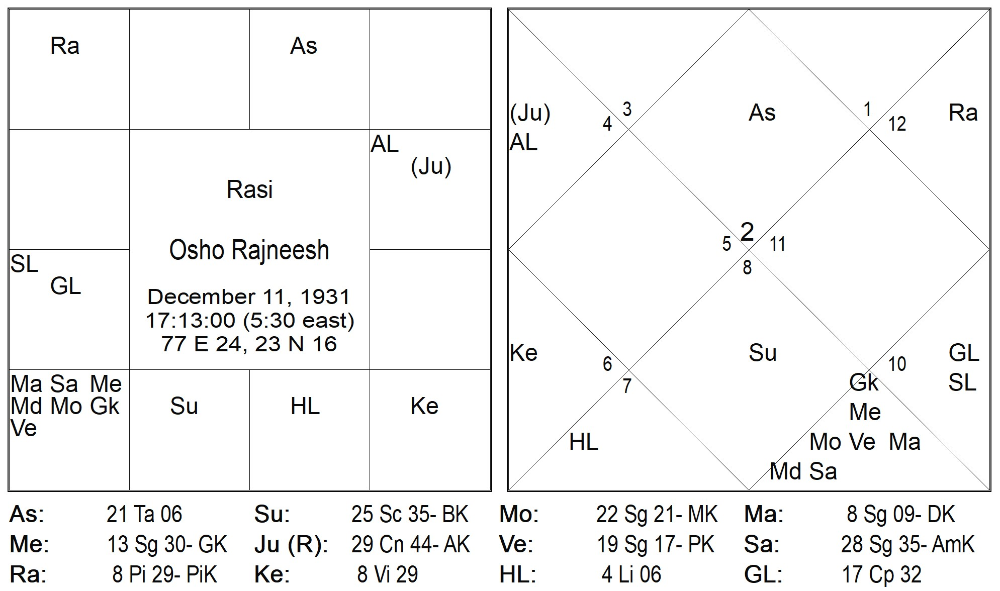 Ra As
AL
(Ju)
Rasi
Osho Rajneesh
December 11, 1931
17:13:00 (5:30 east)
77 E 24, 23 N 16
SL
GL
Ma Sa Me
Md Mo Gk
Ve
Su
HL
Ke
(Ju)
AL
3
4
As
1
12
Ra
2
5
11
8
Ke
6
7
HL
Su
10
GL
SL
Gk
Me
Mo Ve Ma
Md Sa
As: 21 Ta 06 Su: 25 Sc 35- BK Mo: 22 Sg 21- MK Ma: 8 Sg 09- DK
Me: 13 Sg 30- GK Ju (R): 29 Cn 44- AK Ve: 19 Sg 17- PK Sa: 28 Sg 35- AmK
Ra: 8 Pi 29- PiK Ke: 8 Vi 29 HL: 4 Li 06 GL: 17 Cp 32